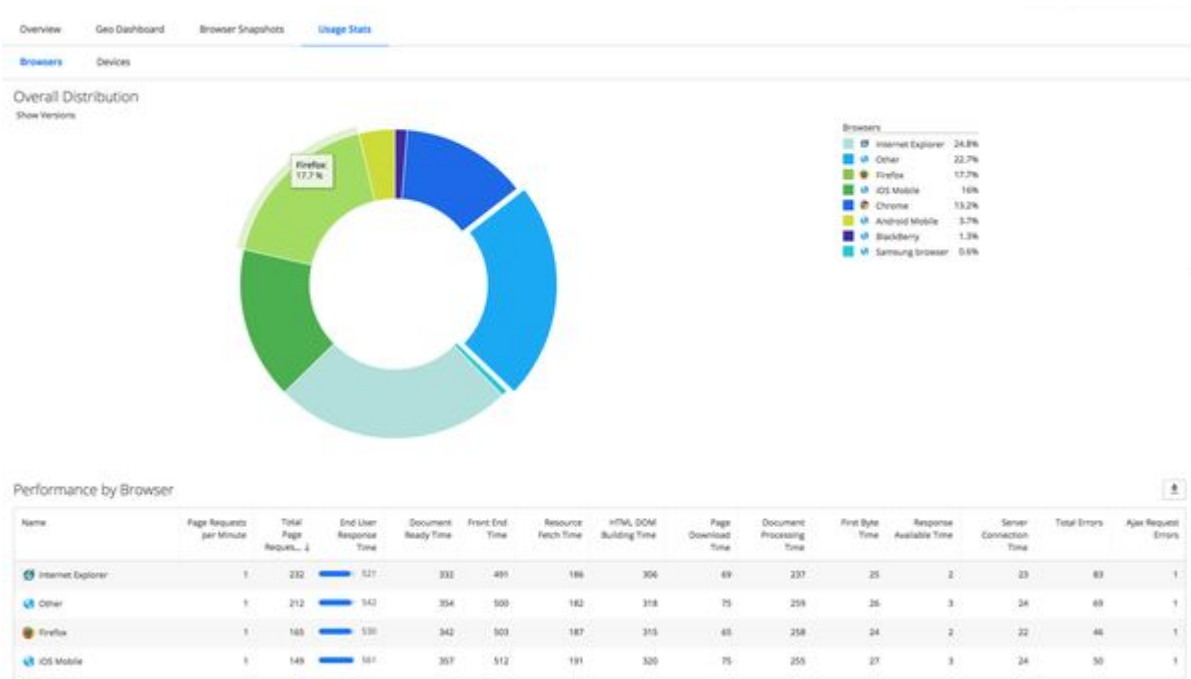 Overview Geo Dashboard Browser Snapshots Usage Stats
Browsers Devices
Overall Distribution
Show Versions
Firefox:
17.7 %
Browsers
Internet Explorer 24.8%
Other 22.7%
Firefox 17.7%
iOS Mobile 16%
Chrome 13.2%
Android Mobile 3.7%
BlackBerry 1.3%
Samsung browser 0.6%
Performance by Browser
Name Page Requests per Minute Total Page Reques... ↓ End User Response Time Document Ready Time Front End Time Resource Fetch Time HTML DOM Building Time Page Download Time Document Processing Time First Byte Time Response Available Time Server Connection Time Total Errors Ajax Request Errors
Internet Explorer 1 232 521 332 491 186 306 69 237 25 2 23 83 1
Other 1 212 542 354 500 182 318 75 259 26 3 24 69 1
Firefox 1 165 530 342 503 187 315 65 258 24 2 22 46 1
iOS Mobile 1 149 561 357 512 191 320 75 255 27 3 24 50 1